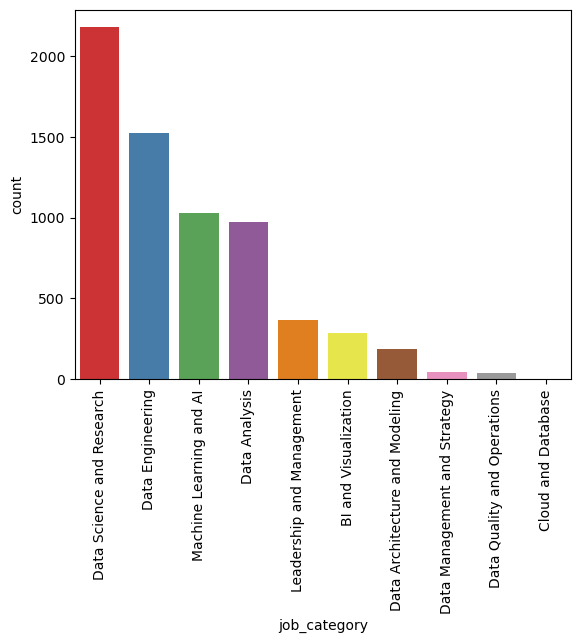 2000
1500
1000
500
0
count
Data Science and Research
Data Engineering
Machine Learning and AI
Data Analysis
Leadership and Management
BI and Visualization
Data Architecture and Modeling
Data Management and Strategy
Data Quality and Operations
Cloud and Database
job_category